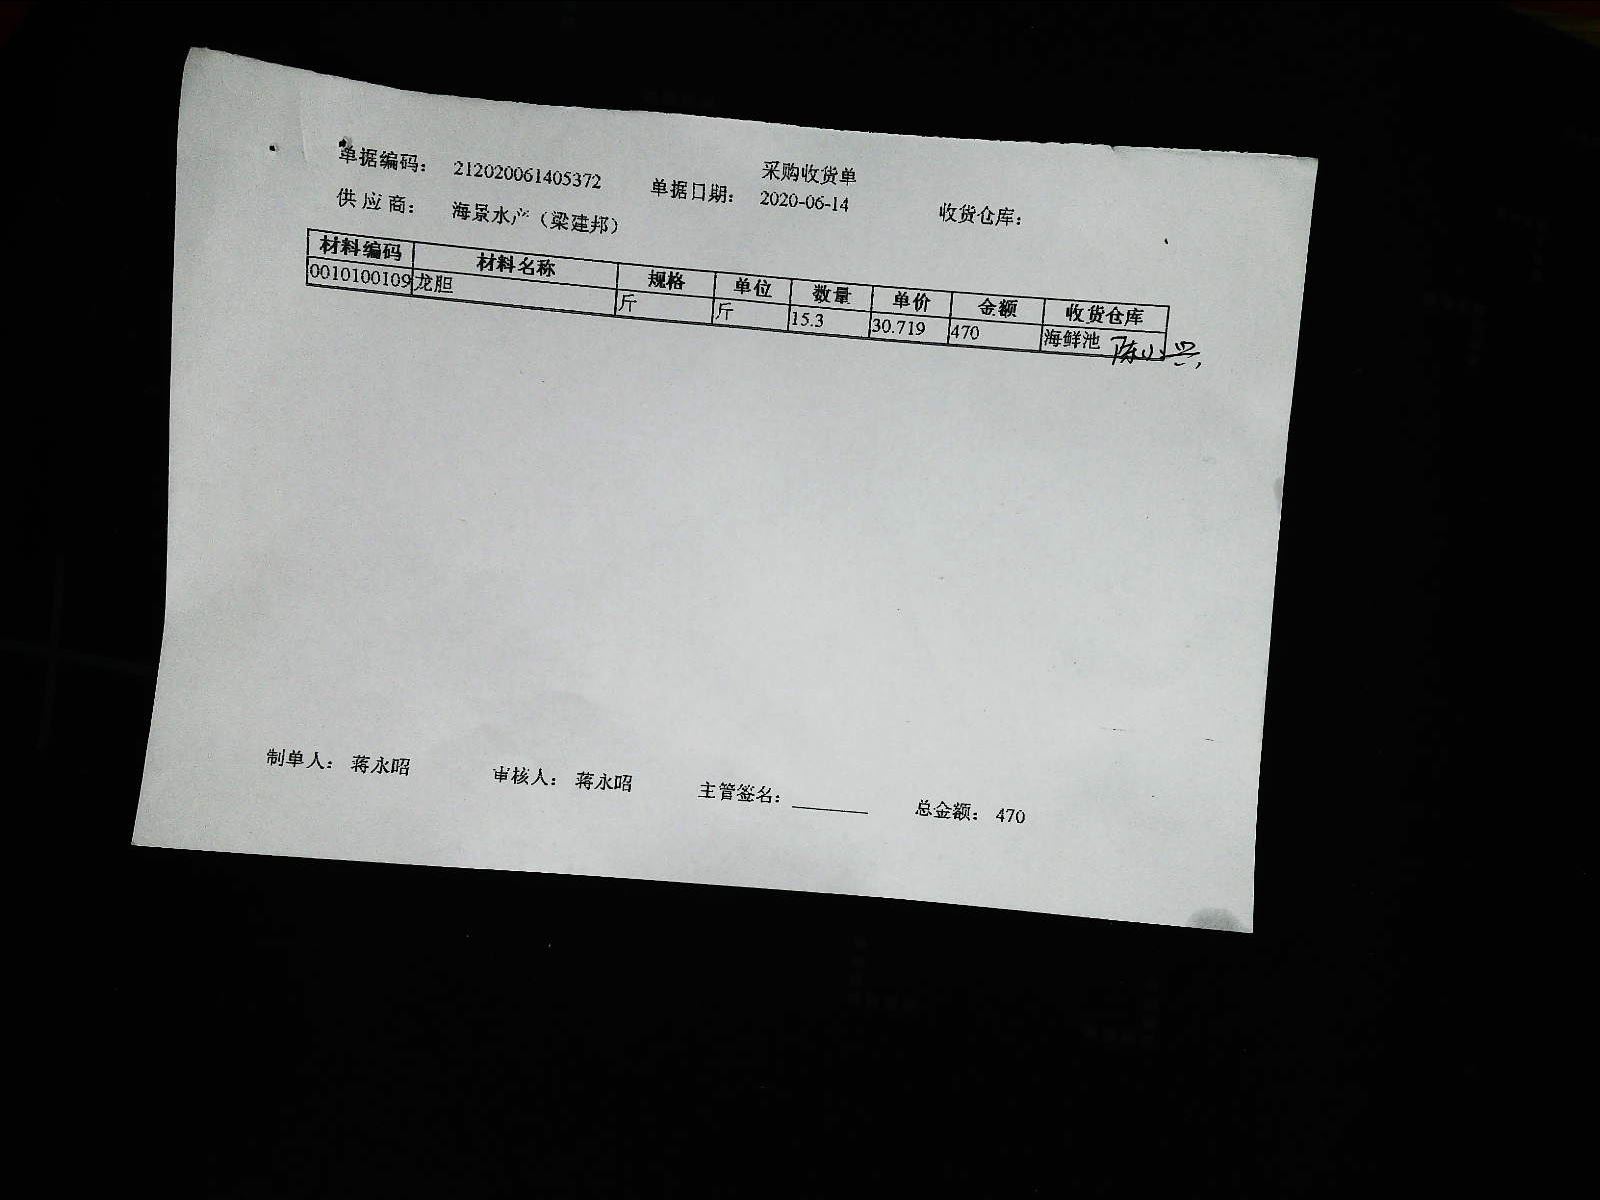 采购收货单
单据编码： 212020061405372 单据日期： 2020-06-14 收货仓库：
供应商： 海景水产（梁建邦）
材料编码 材料名称 规格 单位 数量 单价 金额 收货仓库
0010100109 龙胆 斤 斤 15.3 30.719 470 海鲜池
陈小兴
制单人： 蒋永昭 审核人： 蒋永昭 主管签名： 总金额： 470